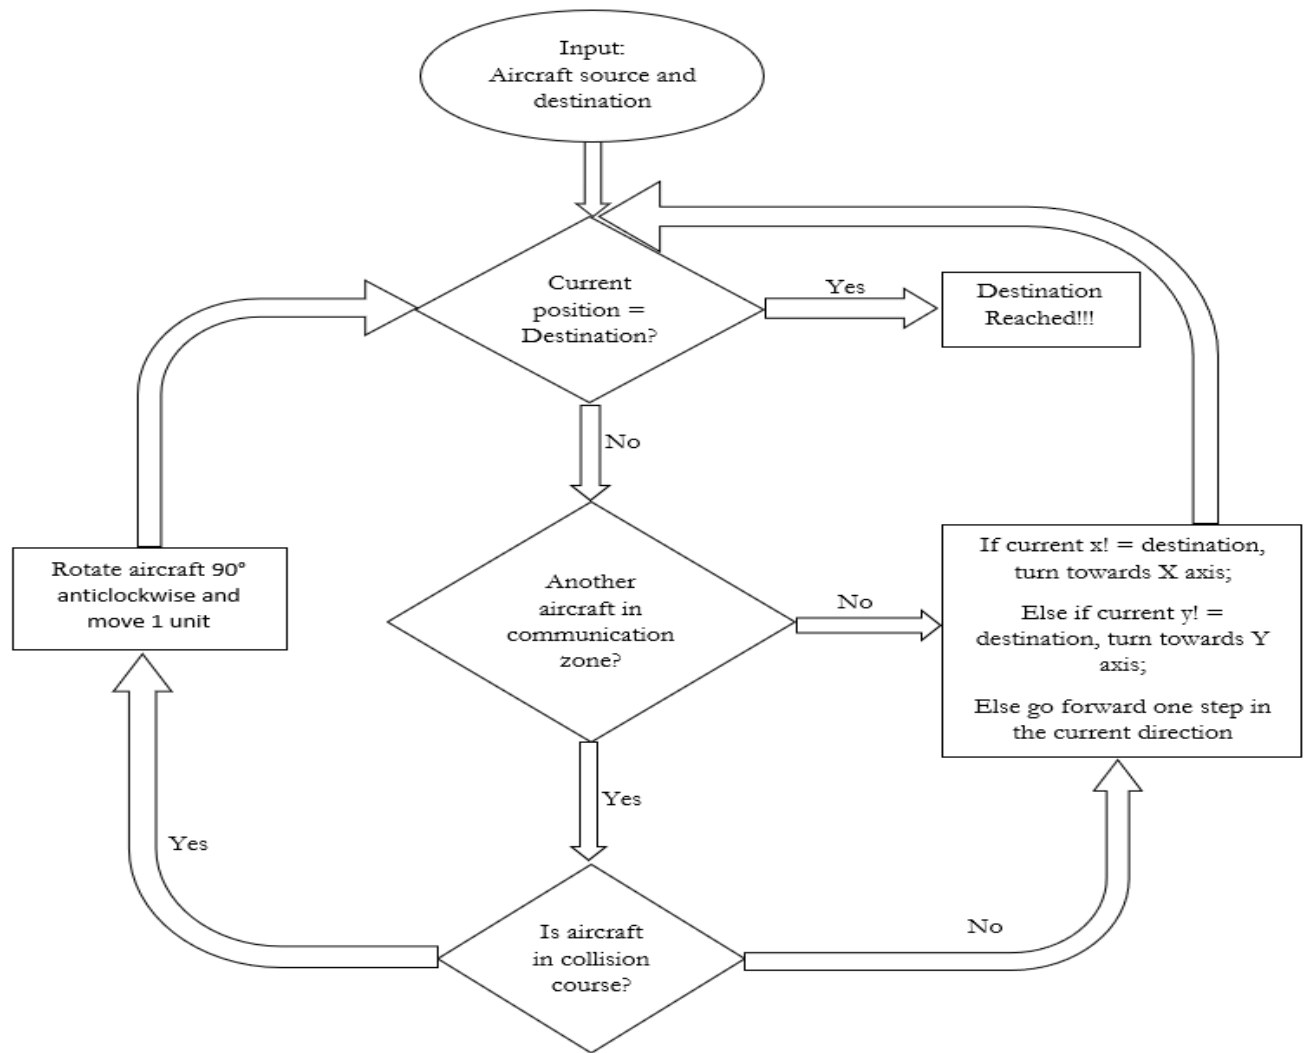 Input:
Aircraft source and
destination
Current
position =
Destination?
Yes
Destination
Reached!!!
No
Another
aircraft in
communication
zone?
No
If current x! = destination,
turn towards X axis;
Else if current y! =
destination, turn towards Y
axis;
Else go forward one step in
the current direction
Rotate aircraft 90°
anticlockwise and
move 1 unit
Yes
Yes
Is aircraft
in collision
course?
No